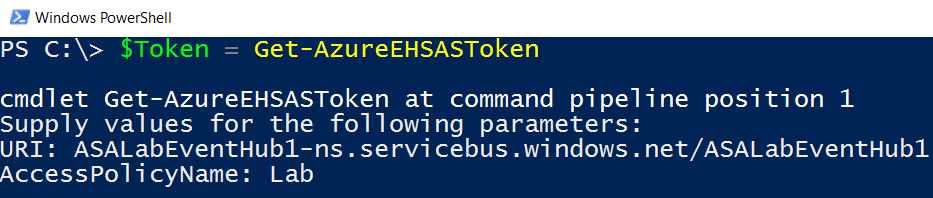 Windows PowerShell
PS C:\> $Token = Get-AzureEHSASToken
cmdlet Get-AzureEHSASToken at command pipeline position 1
Supply values for the following parameters:
URI: ASALabEventHub1-ns.servicebus.windows.net/ASALabEventHub1
AccessPolicyName: Lab